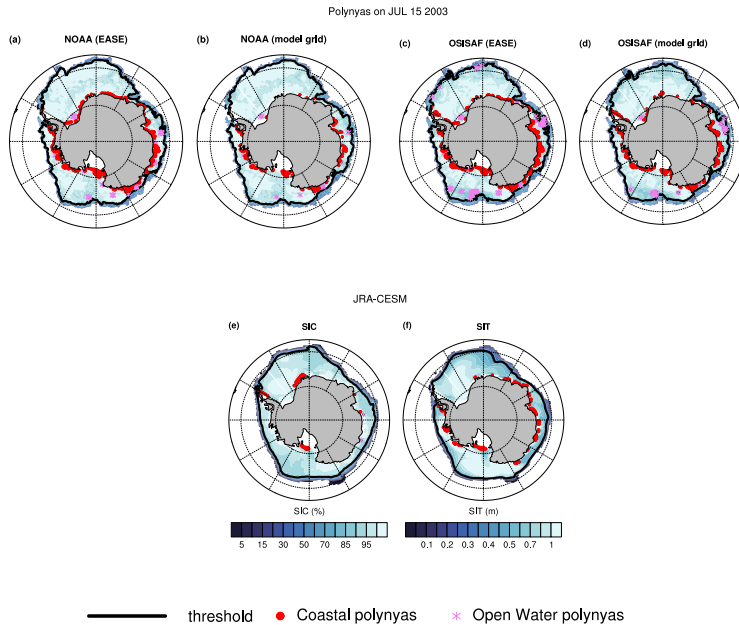 Polynyas on JUL 15 2003
(a) NOAA (EASE)
(b) NOAA (model grid)
(c) OSISAF (EASE)
(d) OSISAF (model grid)
JRA-CESM
(e) SIC
(f) SIT
SIC (%)
5 15 30 50 70 85 95
SIT (m)
0.1 0.2 0.3 0.4 0.5 0.7 1
threshold
Coastal polynyas
Open Water polynyas